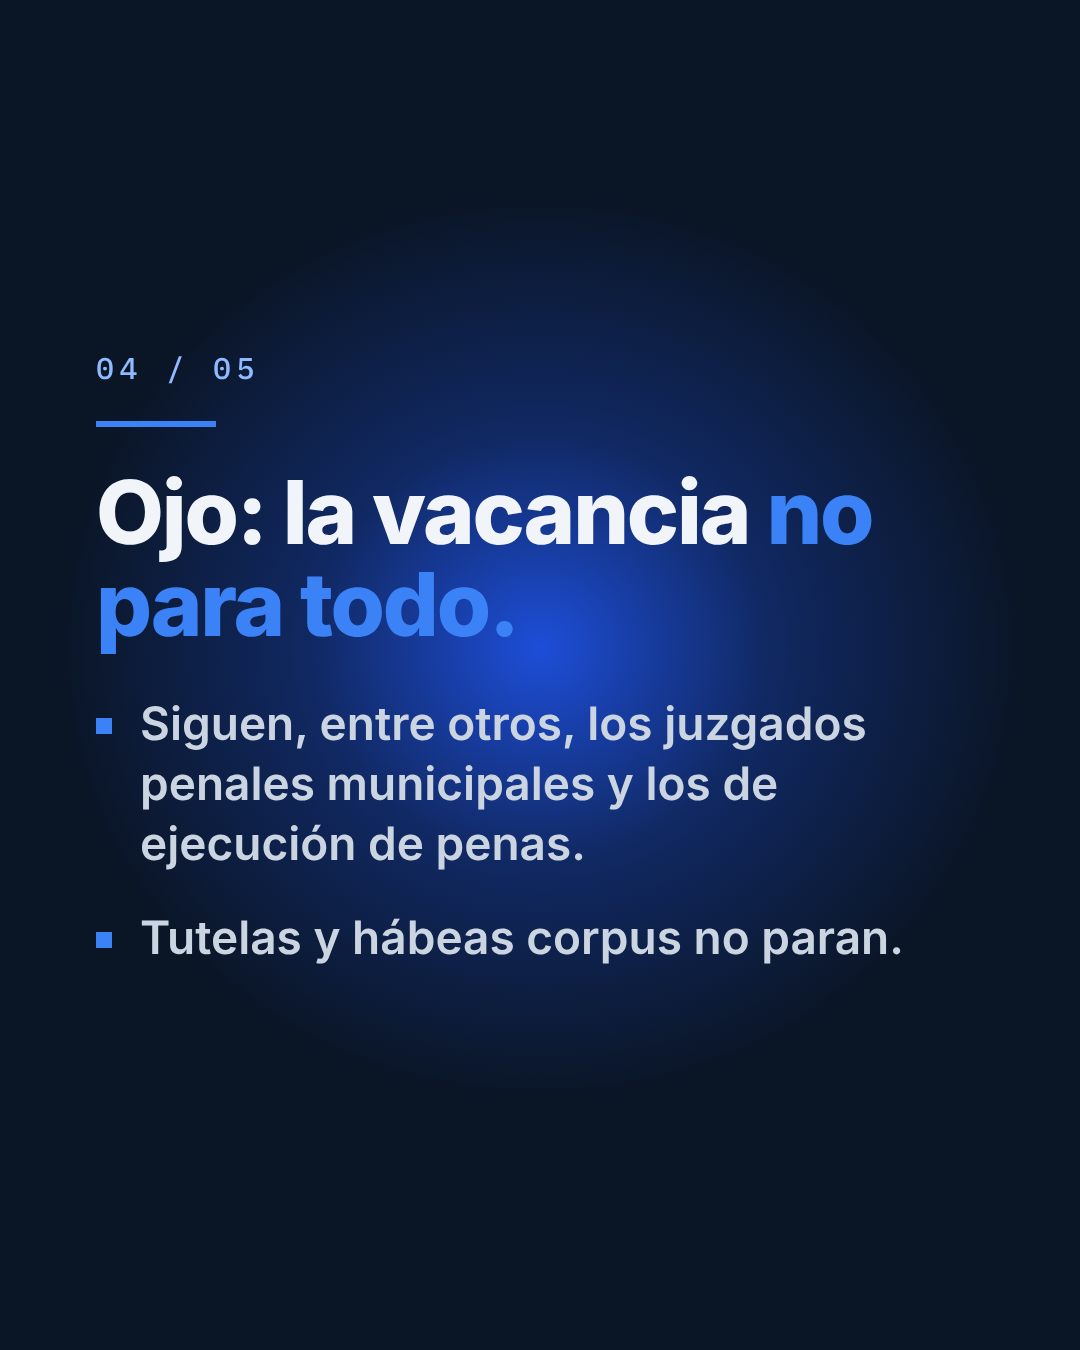 04 / 05
Ojo: la vacancia no
para todo.
Siguen, entre otros, los juzgados
penales municipales y los de
ejecución de penas.
Tutelas y hábeas corpus no paran.